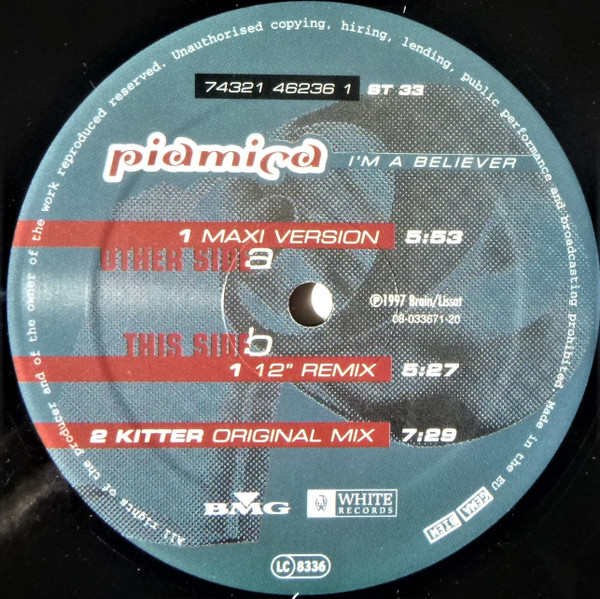 All rights of the producer and of the owner of the work reproduced reserved. Unauthorised copying, hiring, lending, public performance and broadcasting prohibited Made in the EU
74321 46236 1 ST 33
piamira I'M A BELIEVER
1 MAXI VERSION 5:53
OTHER SIDE a
℗1997 Brain/Lissat
08-033671-20
THIS SIDE b
1 12" REMIX 5:27
2 KITTER ORIGINAL MIX 7:29
BMG WHITE
RECORDS
GEMA BIEM
LC 8336